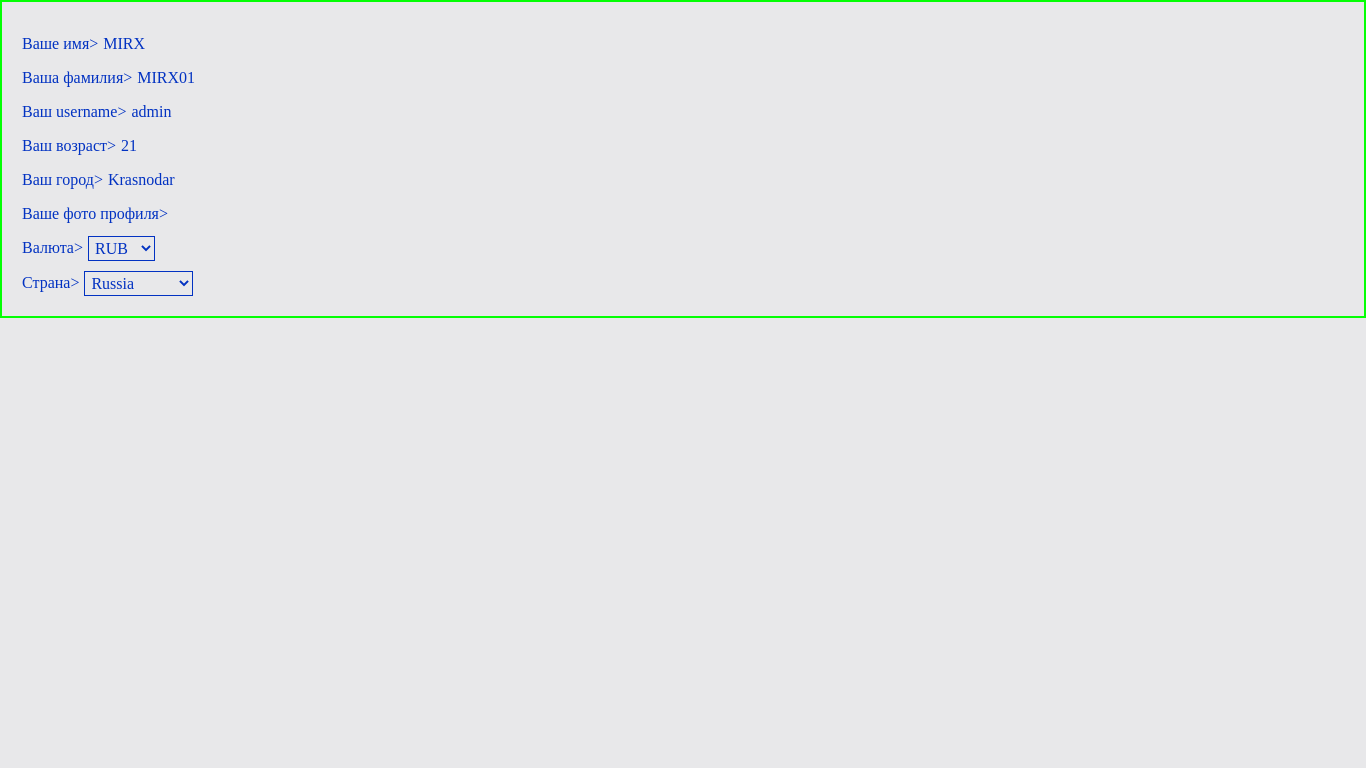 Ваше имя> MIRX
Ваша фамилия> MIRX01
Ваш username> admin
Ваш возраст> 21
Ваш город> Krasnodar
Ваше фото профиля>
Валюта> RUB
Страна> Russia